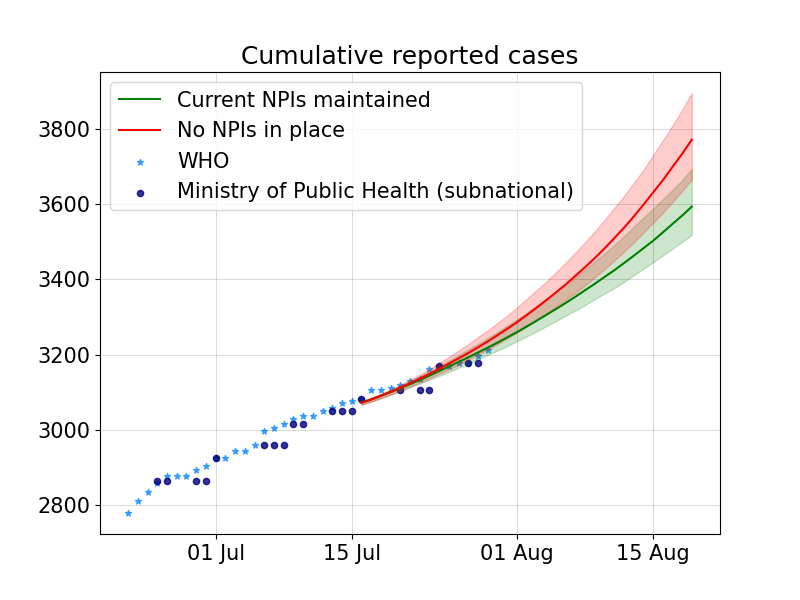 Cumulative reported cases
Current NPIs maintained
No NPIs in place
WHO
Ministry of Public Health (subnational)
3800
3600
3400
3200
3000
2800
01 Jul
15 Jul
01 Aug
15 Aug